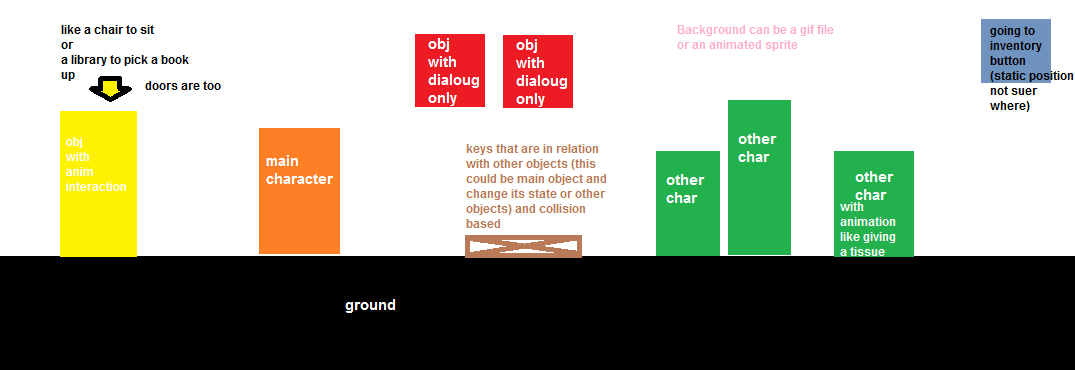 like a chair to sit
or
a library to pick a book
up
doors are too
obj
with
anim
interaction
main
character
obj
with
dialoug
only
obj
with
dialoug
only
keys that are in relation
with other objects (this
could be main object and
change its state or other
objects) and collision
based
Background can be a gif file
or an animated sprite
other
char
other
char
other
char
with
animation
like giving
a tissue
going to
inventory
button
(static position
not suer
where)
ground